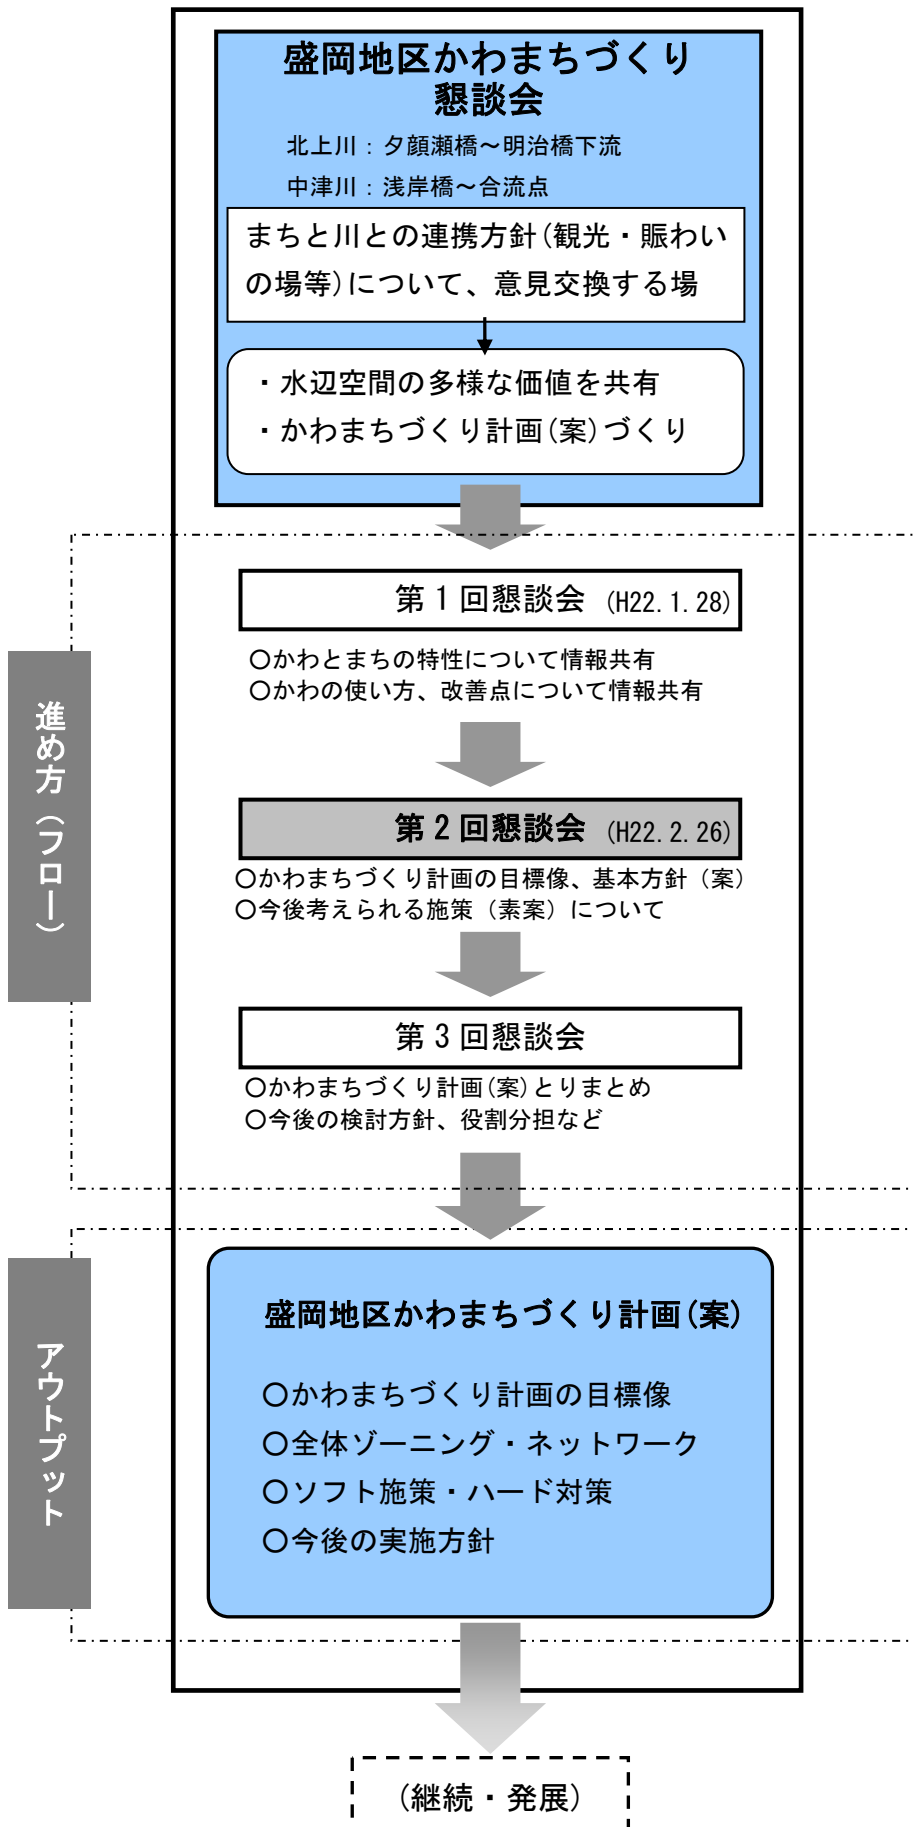 盛岡地区かわまちづくり
懇談会
北上川：夕顔瀬橋～明治橋下流
中津川：浅岸橋～合流点
まちと川との連携方針(観光・賑わい
の場等)について、意見交換する場
・水辺空間の多様な価値を共有
・かわまちづくり計画(案)づくり
進め方（フロー）
第１回懇談会 (H22.1.28)
○かわとまちの特性について情報共有
○かわの使い方、改善点について情報共有
第２回懇談会 (H22.2.26)
○かわまちづくり計画の目標像、基本方針（案）
○今後考えられる施策（素案）について
第３回懇談会
○かわまちづくり計画(案)とりまとめ
○今後の検討方針、役割分担など
アウトプット
盛岡地区かわまちづくり計画(案)
○かわまちづくり計画の目標像
○全体ゾーニング・ネットワーク
○ソフト施策・ハード対策
○今後の実施方針
(継続・発展)